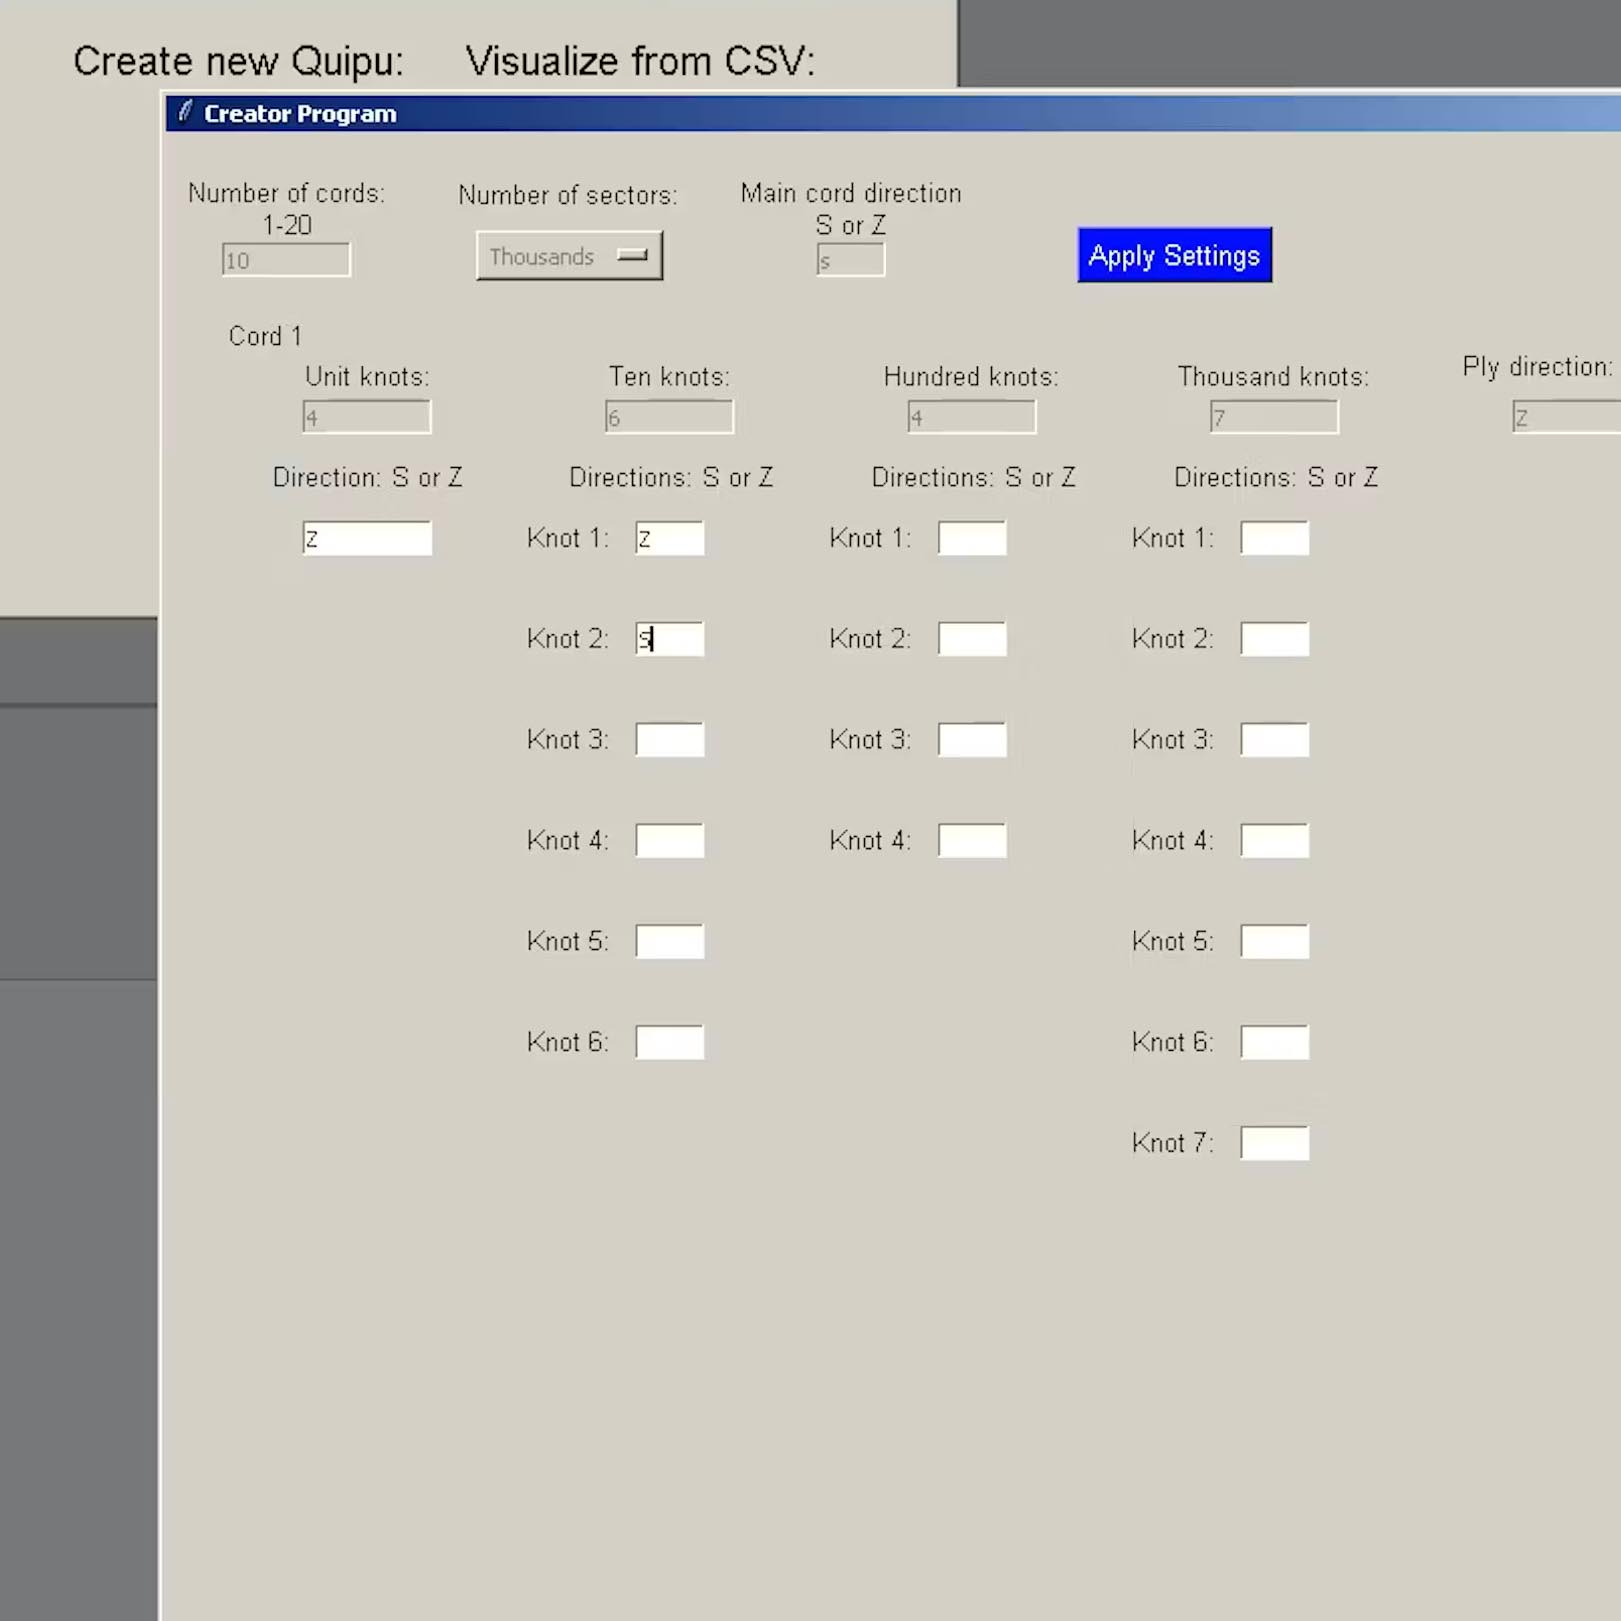 Create new Quipu: Visualize from CSV:
Creator Program
Number of cords: Number of sectors: Main cord direction
1-20 S or Z
10 Thousands s Apply Settings
Cord 1
Unit knots: Ten knots: Hundred knots: Thousand knots: Ply direction:
4 6 4 7 Z
Direction: S or Z Directions: S or Z Directions: S or Z Directions: S or Z
Z Knot 1: Z Knot 1: Knot 1:
Knot 2: S Knot 2: Knot 2:
Knot 3: Knot 3: Knot 3:
Knot 4: Knot 4: Knot 4:
Knot 5: Knot 5:
Knot 6: Knot 6:
Knot 7: